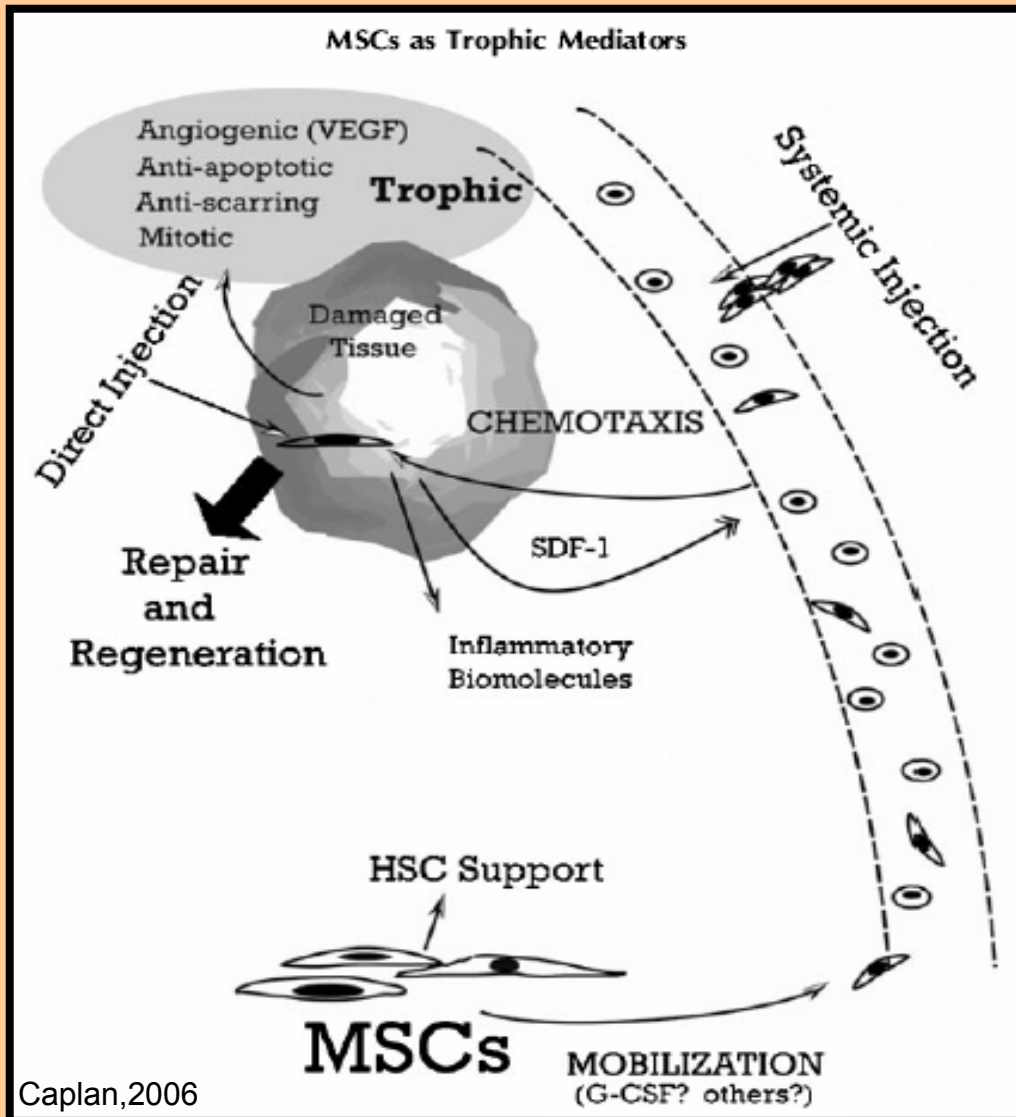 MSCs as Trophic Mediators
Angiogenic (VEGF)
Anti-apoptotic
Anti-scarring
Mitotic
Trophic
Systemic Injection
Direct Injection
Damaged
Tissue
CHEMOTAXIS
SDF-1
Repair
and
Regeneration
Inflammatory
Biomolecules
HSC Support
MSCs
MOBILIZATION
(G-CSF? others?)
Caplan,2006